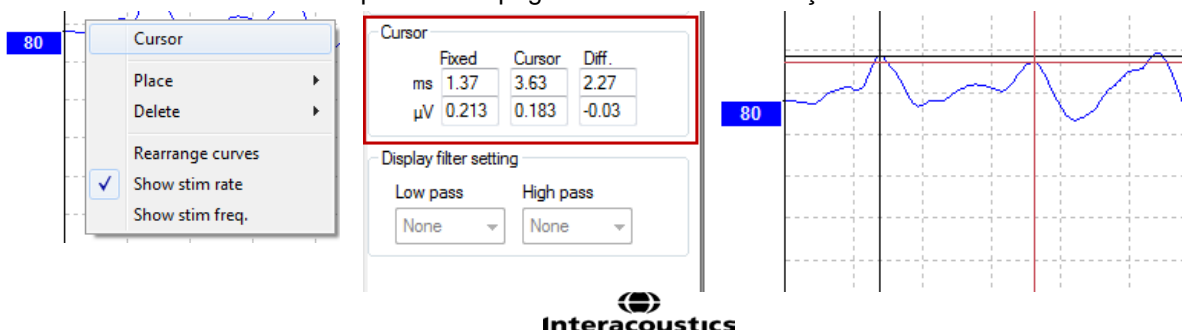 80
Cursor
Place
Delete
Rearrange curves
Show stim rate
Show stim freq.
Cursor
Fixed Cursor Diff.
ms 1.37 3.63 2.27
µV 0.213 0.183 -0.03
Display filter setting
Low pass High pass
None None
80
Interacoustics